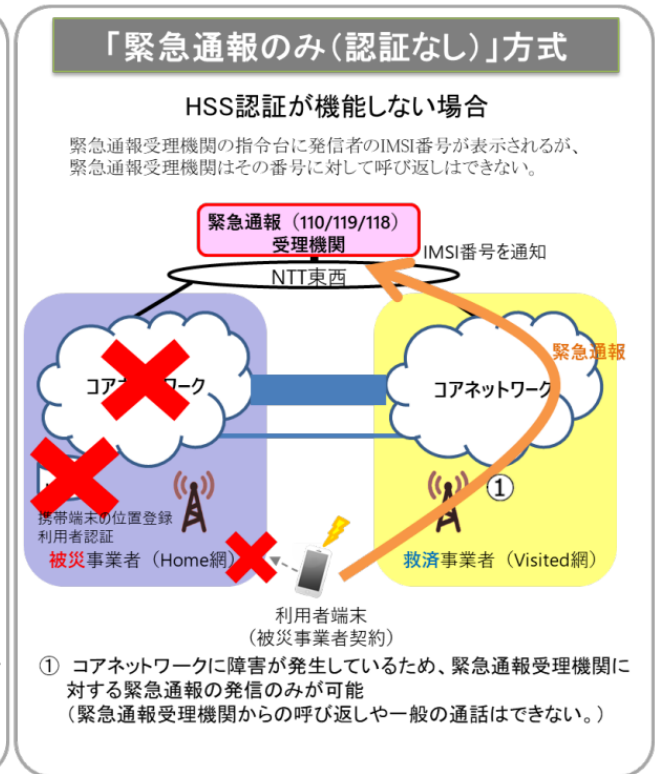 「緊急通報のみ（認証なし）」方式
HSS認証が機能しない場合
緊急通報受理機関の指令台に発信者のIMSI番号が表示されるが、
緊急通報受理機関はその番号に対して呼び返しはできない。
緊急通報（110/119/118）
受理機関
IMSI番号を通知
NTT東西
緊急通報
コアネットワーク
コアネットワーク
①
携帯端末の位置登録
利用者認証
被災事業者（Home網）
救済事業者（Visited網）
利用者端末
（被災事業者契約）
① コアネットワークに障害が発生しているため、緊急通報受理機関に
対する緊急通報の発信のみが可能
（緊急通報受理機関からの呼び返しや一般の通話はできない。）